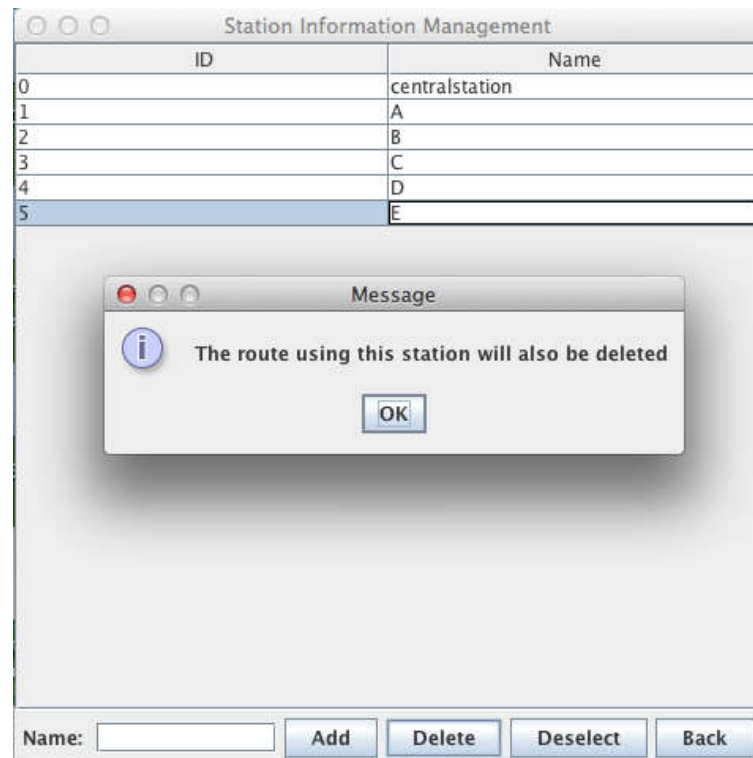 Station Information Management
ID Name
0 centralstation
1 A
2 B
3 C
4 D
5 E
Message
i The route using this station will also be deleted
OK
Name: Add Delete Deselect Back